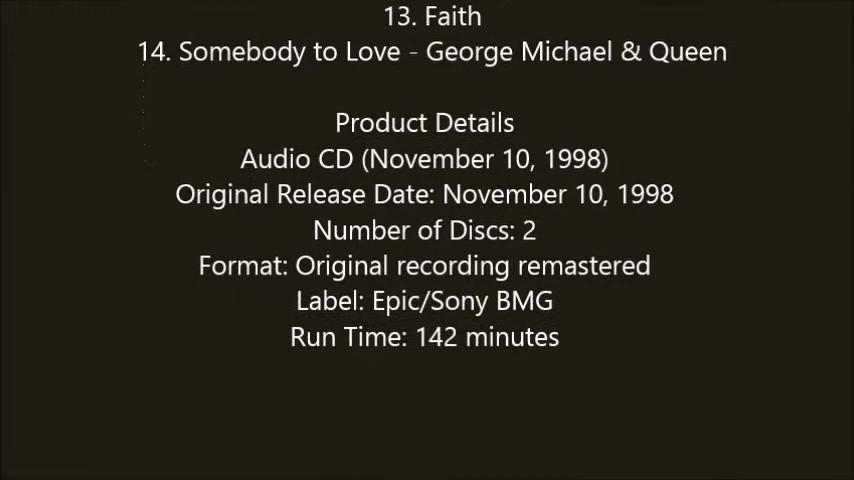 13. Faith
14. Somebody to Love - George Michael & Queen
Product Details
Audio CD (November 10, 1998)
Original Release Date: November 10, 1998
Number of Discs: 2
Format: Original recording remastered
Label: Epic/Sony BMG
Run Time: 142 minutes